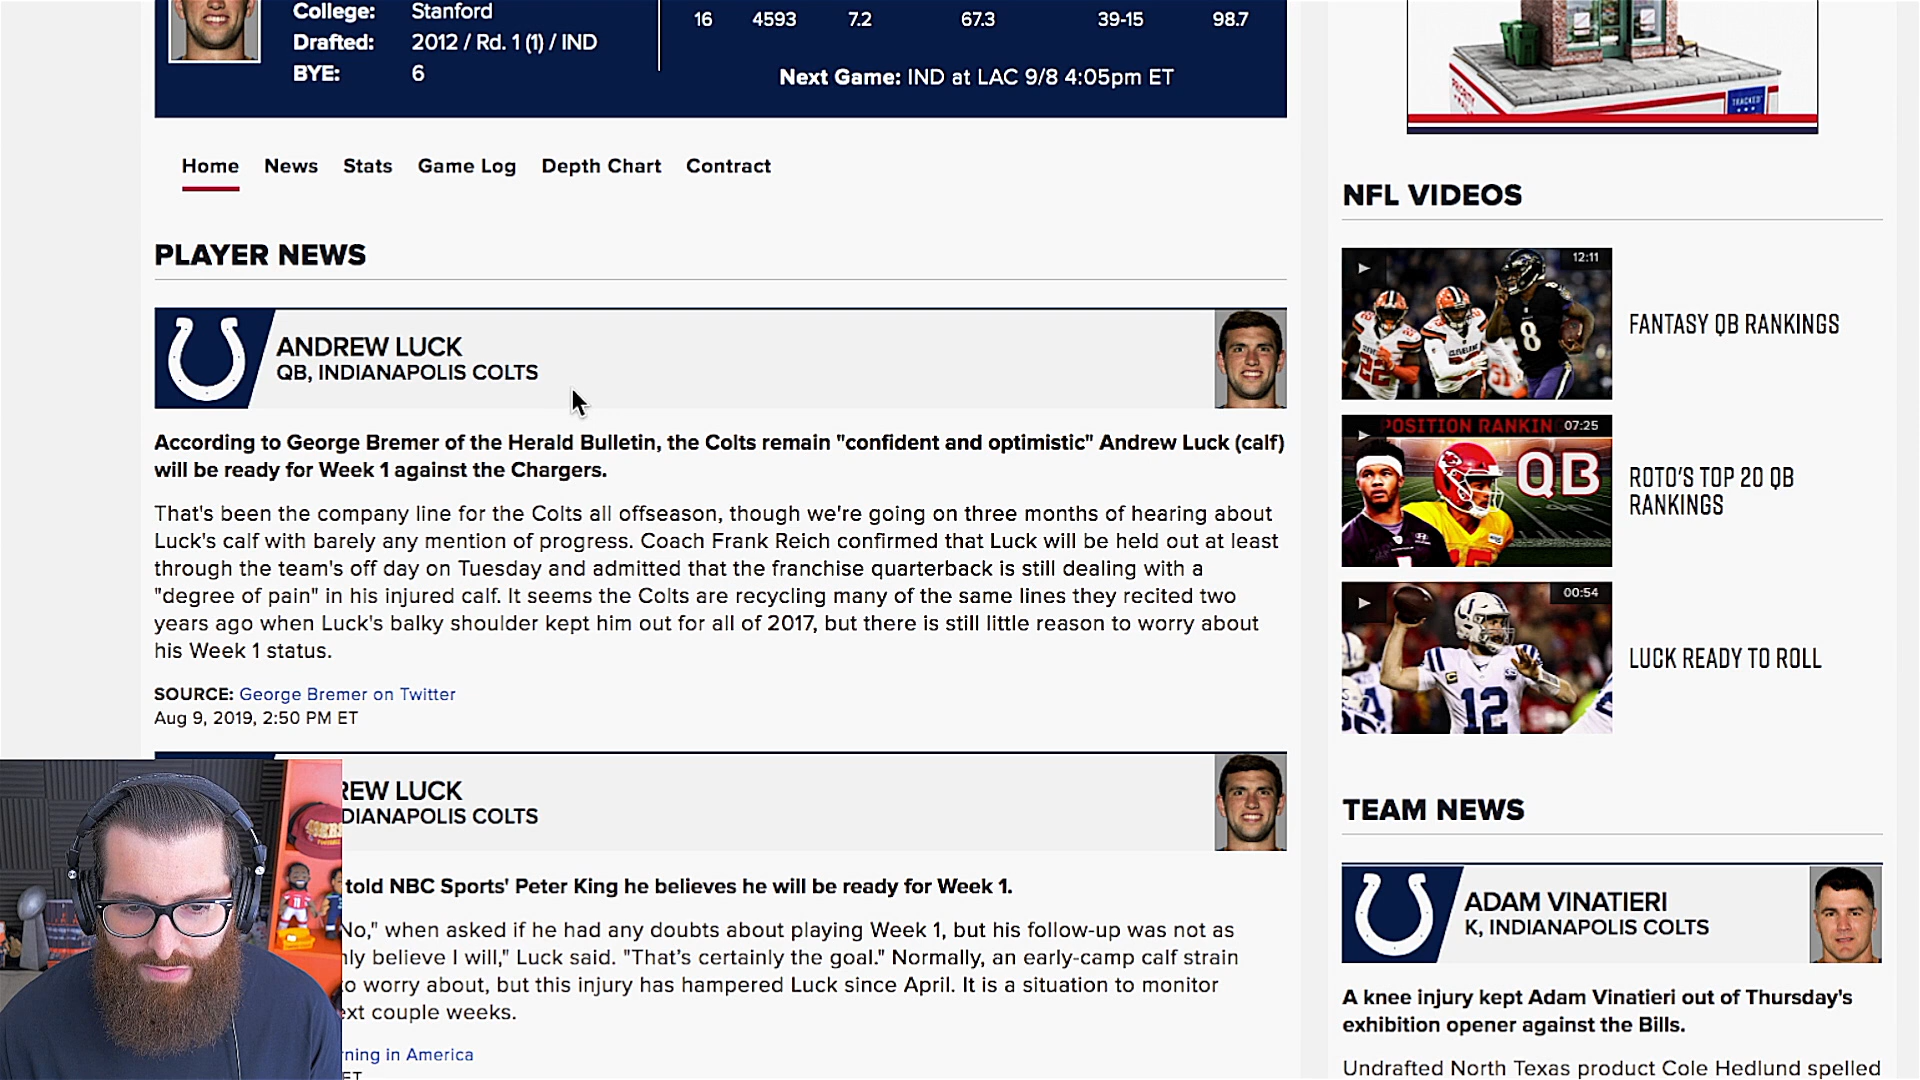 College: Stanford
Drafted: 2012 / Rd. 1 (1) / IND
BYE: 6
16 4593 7.2 67.3 39-15 98.7
Next Game: IND at LAC 9/8 4:05pm ET
Home News Stats Game Log Depth Chart Contract
PLAYER NEWS
ANDREW LUCK
QB, INDIANAPOLIS COLTS
According to George Bremer of the Herald Bulletin, the Colts remain "confident and optimistic" Andrew Luck (calf)
will be ready for Week 1 against the Chargers.
That's been the company line for the Colts all offseason, though we're going on three months of hearing about
Luck's calf with barely any mention of progress. Coach Frank Reich confirmed that Luck will be held out at least
through the team's off day on Tuesday and admitted that the franchise quarterback is still dealing with a
"degree of pain" in his injured calf. It seems the Colts are recycling many of the same lines they recited two
years ago when Luck's balky shoulder kept him out for all of 2017, but there is still little reason to worry about
his Week 1 status.
SOURCE: George Bremer on Twitter
Aug 9, 2019, 2:50 PM ET
REW LUCK
DIANAPOLIS COLTS
told NBC Sports' Peter King he believes he will be ready for Week 1.
No," when asked if he had any doubts about playing Week 1, but his follow-up was not as
nly believe I will," Luck said. "That's certainly the goal." Normally, an early-camp calf strain
o worry about, but this injury has hampered Luck since April. It is a situation to monitor
ext couple weeks.
rning in America
ET
PRIORITY
TRACKED
NFL VIDEOS
12:11
8
22
FANTASY QB RANKINGS
POSITION RANKIN
07:25
QB
ROTO'S TOP 20 QB
RANKINGS
00:54
12
LUCK READY TO ROLL
TEAM NEWS
ADAM VINATIERI
K, INDIANAPOLIS COLTS
A knee injury kept Adam Vinatieri out of Thursday's
exhibition opener against the Bills.
Undrafted North Texas product Cole Hedlund spelled